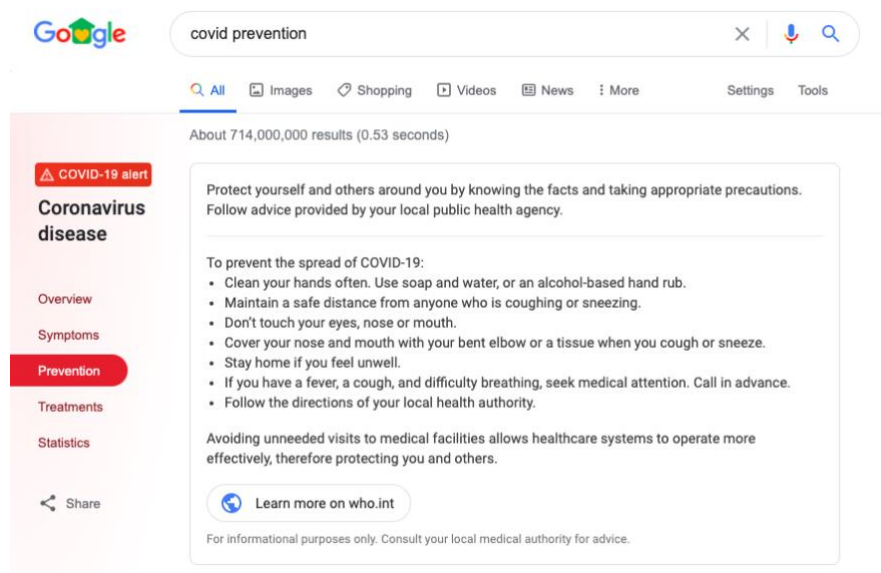 Google
covid prevention
All Images Shopping Videos News More Settings Tools
About 714,000,000 results (0.53 seconds)
COVID-19 alert
Coronavirus
disease
Overview
Symptoms
Prevention
Treatments
Statistics
Share
Protect yourself and others around you by knowing the facts and taking appropriate precautions.
Follow advice provided by your local public health agency.
To prevent the spread of COVID-19:
• Clean your hands often. Use soap and water, or an alcohol-based hand rub.
• Maintain a safe distance from anyone who is coughing or sneezing.
• Don't touch your eyes, nose or mouth.
• Cover your nose and mouth with your bent elbow or a tissue when you cough or sneeze.
• Stay home if you feel unwell.
• If you have a fever, a cough, and difficulty breathing, seek medical attention. Call in advance.
• Follow the directions of your local health authority.
Avoiding unneeded visits to medical facilities allows healthcare systems to operate more
effectively, therefore protecting you and others.
Learn more on who.int
For informational purposes only. Consult your local medical authority for advice.